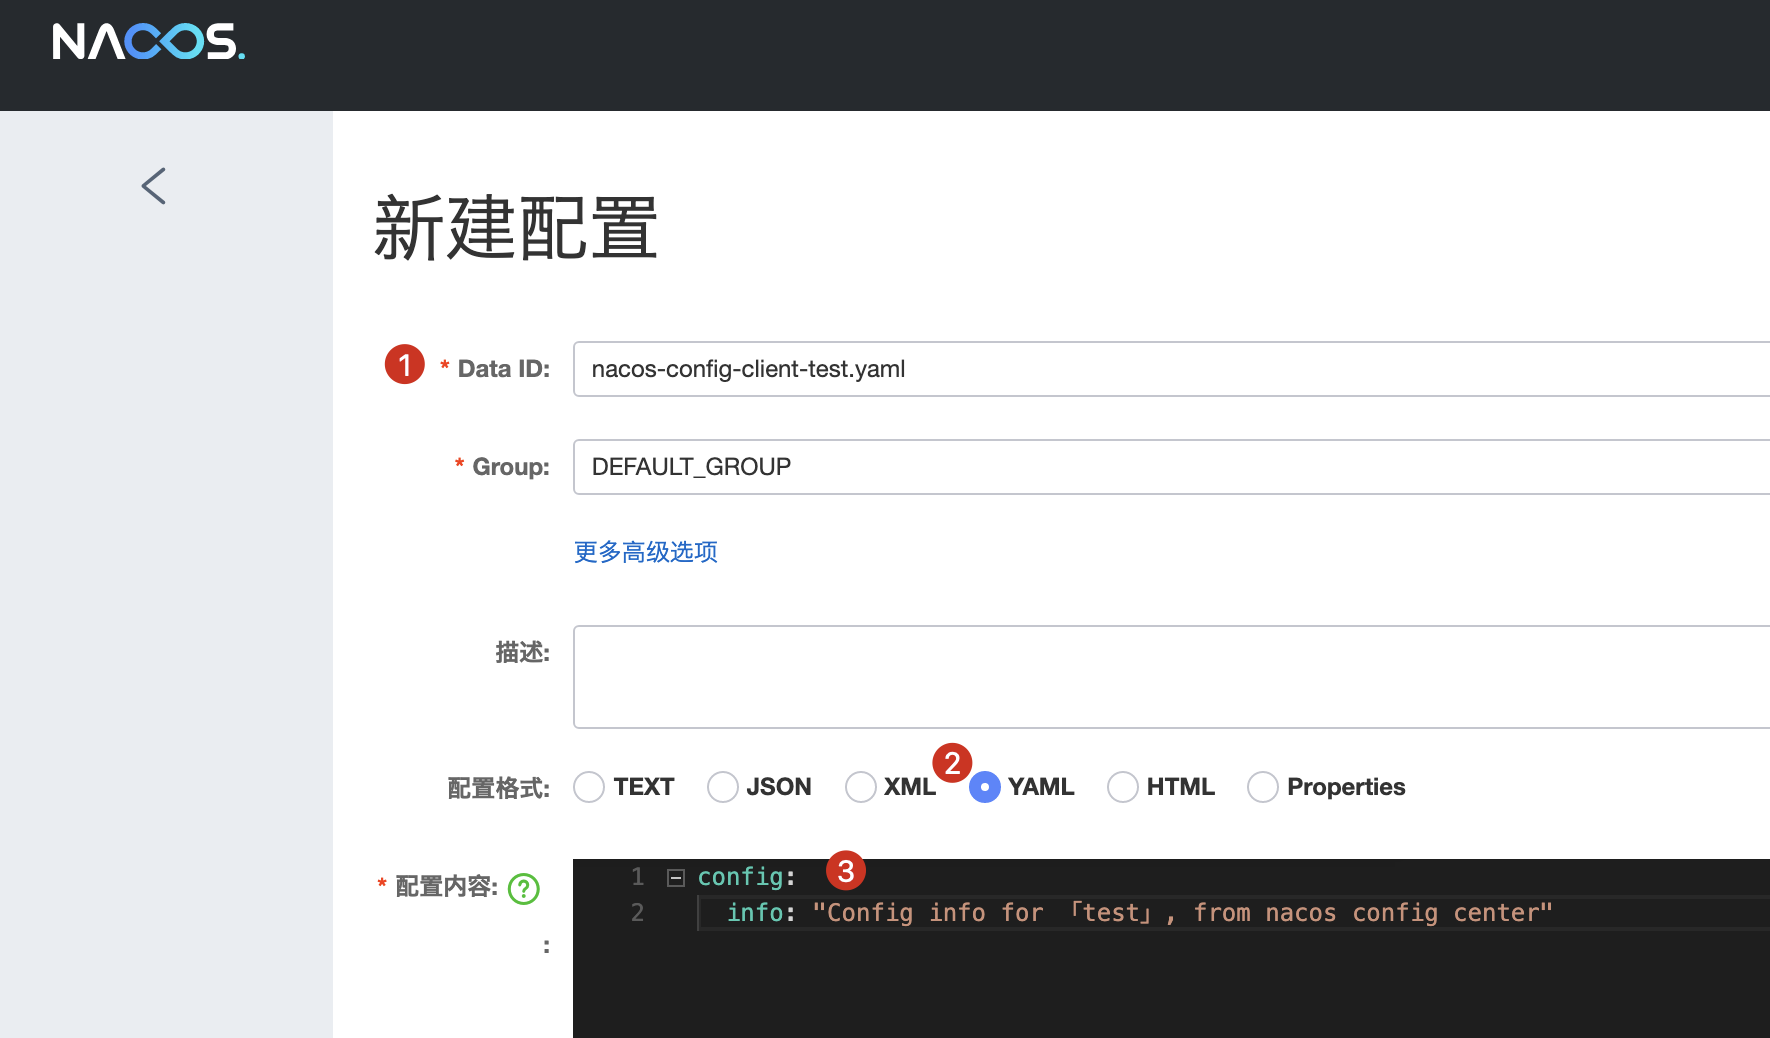 NACOS.
新建配置
1 * Data ID: nacos-config-client-test.yaml
* Group: DEFAULT_GROUP
更多高级选项
描述:
配置格式: TEXT JSON XML 2 YAML HTML Properties
* 配置内容: ? :
1 config: 3
2 info: "Config info for 「test」, from nacos config center"